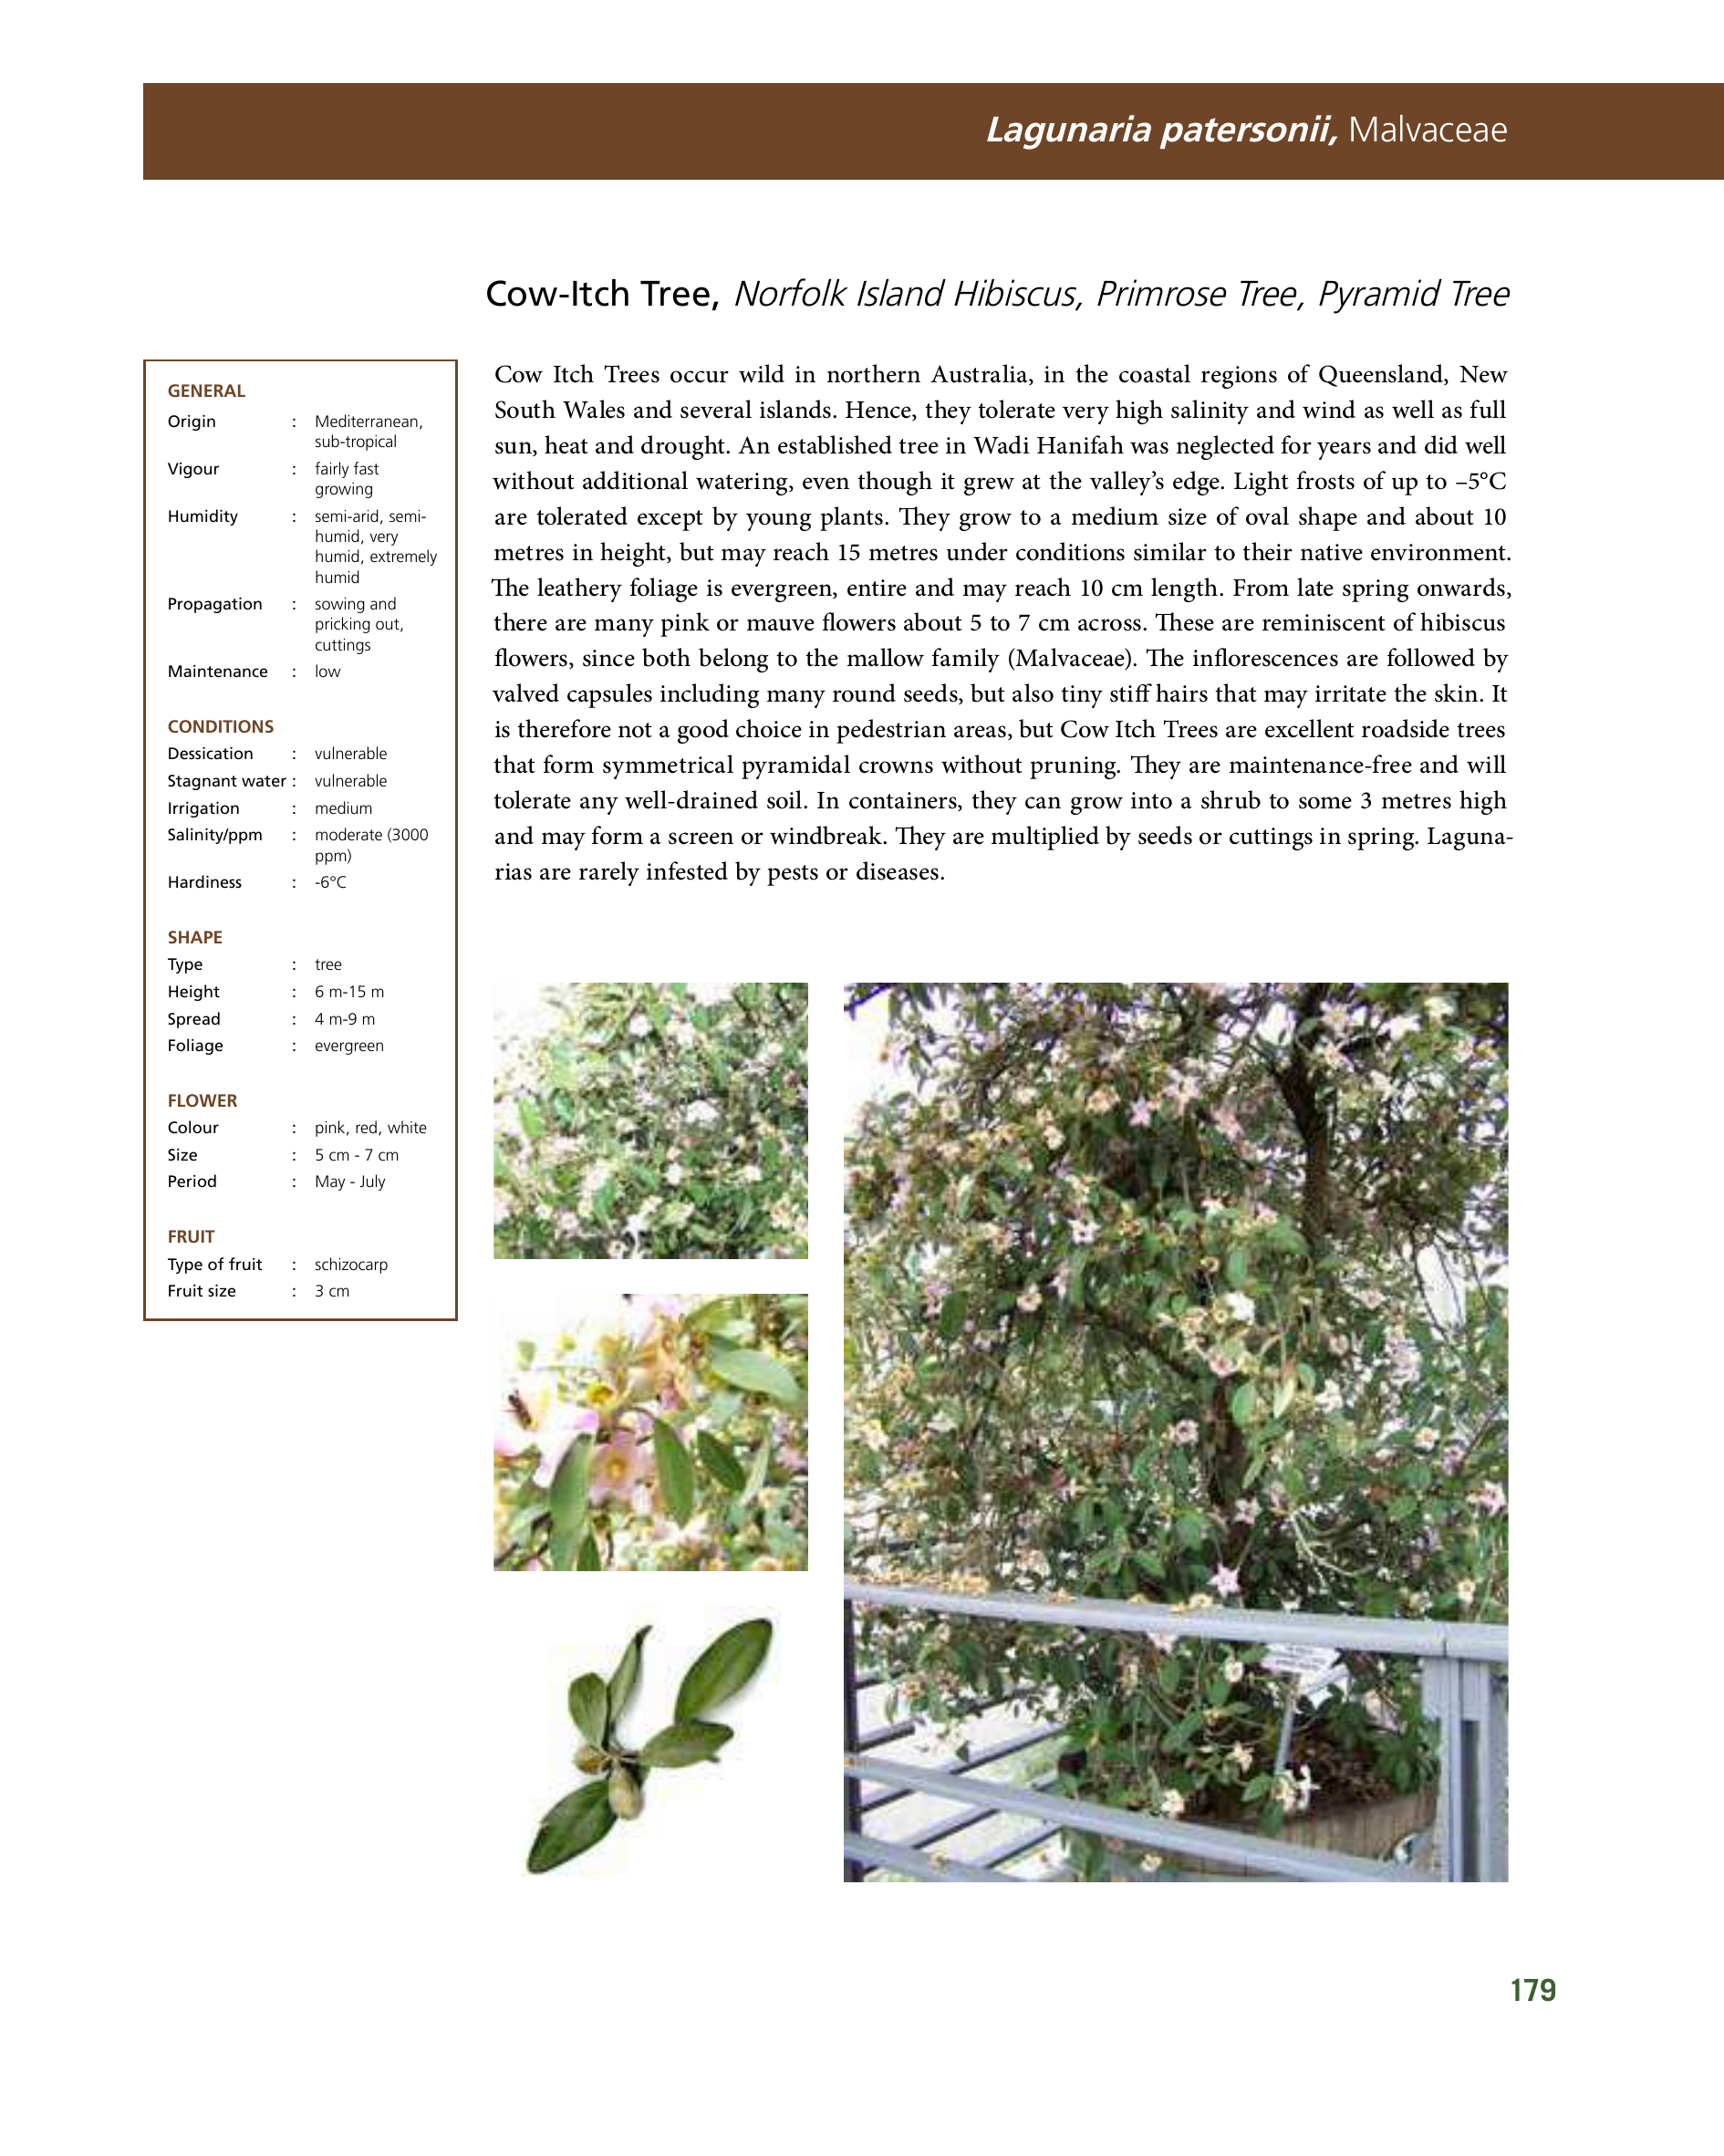 Lagunaria patersonii, Malvaceae
Cow-Itch Tree, Norfolk Island Hibiscus, Primrose Tree, Pyramid Tree
GENERAL
Origin : Mediterranean,
sub-tropical
Vigour : fairly fast
growing
Humidity : semi-arid, semi-
humid, very
humid, extremely
humid
Propagation : sowing and
pricking out,
cuttings
Maintenance : low
CONDITIONS
Dessication : vulnerable
Stagnant water : vulnerable
Irrigation : medium
Salinity/ppm : moderate (3000
ppm)
Hardiness : -6°C
SHAPE
Type : tree
Height : 6 m-15 m
Spread : 4 m-9 m
Foliage : evergreen
FLOWER
Colour : pink, red, white
Size : 5 cm - 7 cm
Period : May - July
FRUIT
Type of fruit : schizocarp
Fruit size : 3 cm
Cow Itch Trees occur wild in northern Australia, in the coastal regions of Queensland, New
South Wales and several islands. Hence, they tolerate very high salinity and wind as well as full
sun, heat and drought. An established tree in Wadi Hanifah was neglected for years and did well
without additional watering, even though it grew at the valley’s edge. Light frosts of up to –5°C
are tolerated except by young plants. They grow to a medium size of oval shape and about 10
metres in height, but may reach 15 metres under conditions similar to their native environment.
The leathery foliage is evergreen, entire and may reach 10 cm length. From late spring onwards,
there are many pink or mauve flowers about 5 to 7 cm across. These are reminiscent of hibiscus
flowers, since both belong to the mallow family (Malvaceae). The inflorescences are followed by
valved capsules including many round seeds, but also tiny stiff hairs that may irritate the skin. It
is therefore not a good choice in pedestrian areas, but Cow Itch Trees are excellent roadside trees
that form symmetrical pyramidal crowns without pruning. They are maintenance-free and will
tolerate any well-drained soil. In containers, they can grow into a shrub to some 3 metres high
and may form a screen or windbreak. They are multiplied by seeds or cuttings in spring. Laguna-
rias are rarely infested by pests or diseases.
179